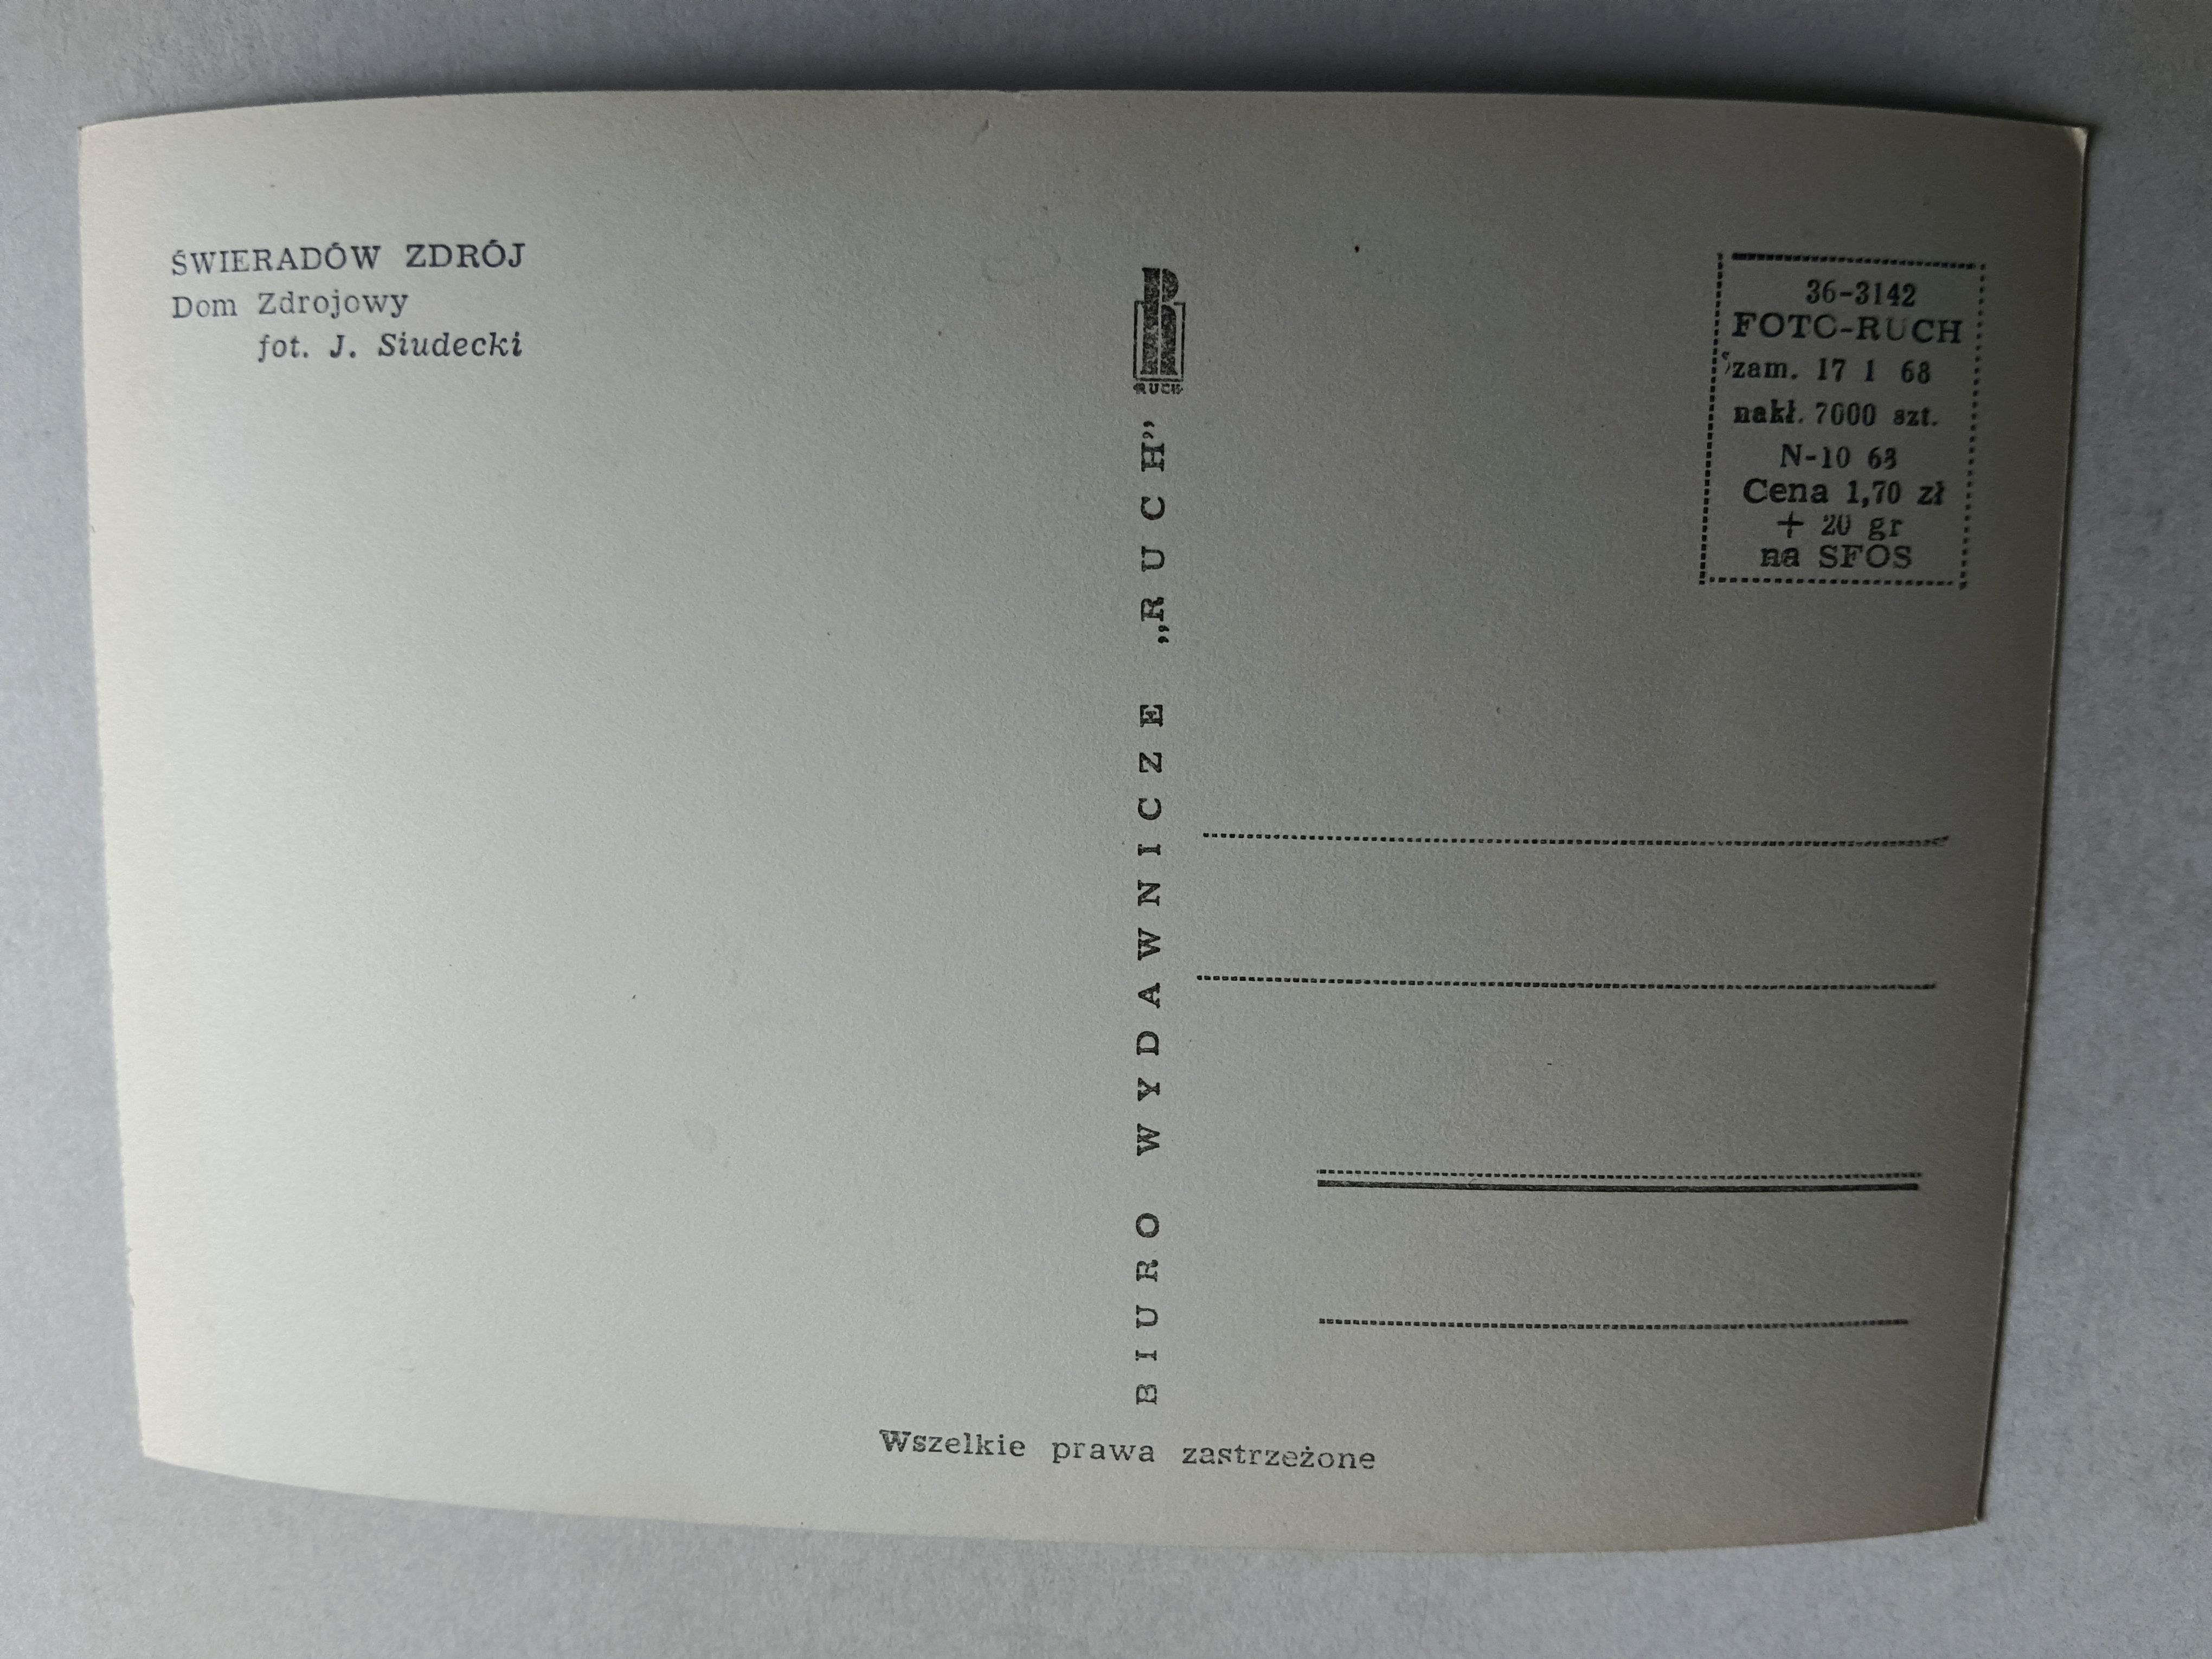 ŚWIERADÓW ZDRÓJ
Dom Zdrojowy
fot. J. Siudecki
RUCH
BIURO WYDAWNICZE „RUCH”
36-3142
FOTO-RUCH
zam. 17 1 68
nakł. 7000 szt.
N-10 68
Cena 1,70 zł
+ 20 gr
na SFOS
Wszelkie prawa zastrzeżone